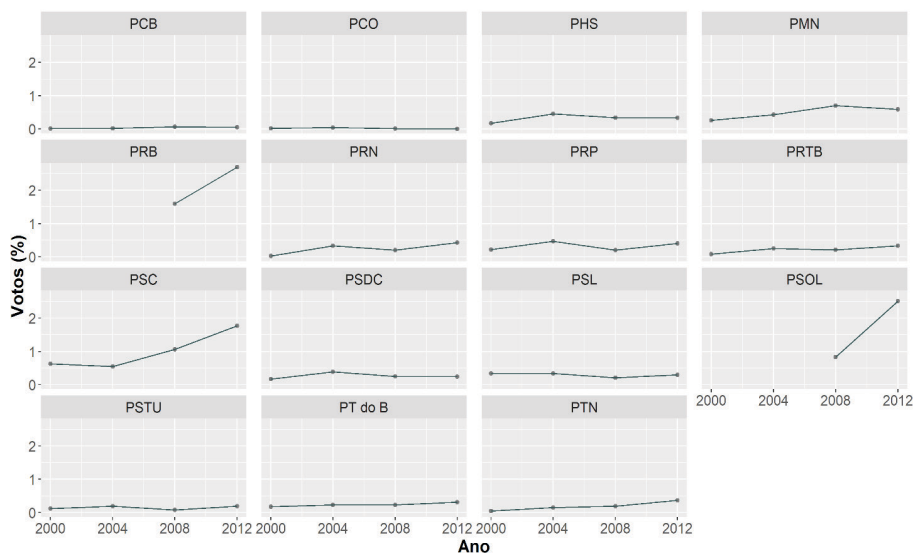 PCB PCO PHS PMN
2
1
0
PRB PRN PRP PRTB
2
1
0
PSC PSDC PSL PSOL
2
1
0
2000 2004 2008 2012
PSTU PT do B PTN
2
1
0
2000 2004 2008 2012 2000 2004 2008 2012 2000 2004 2008 2012
Ano
Votos (%)